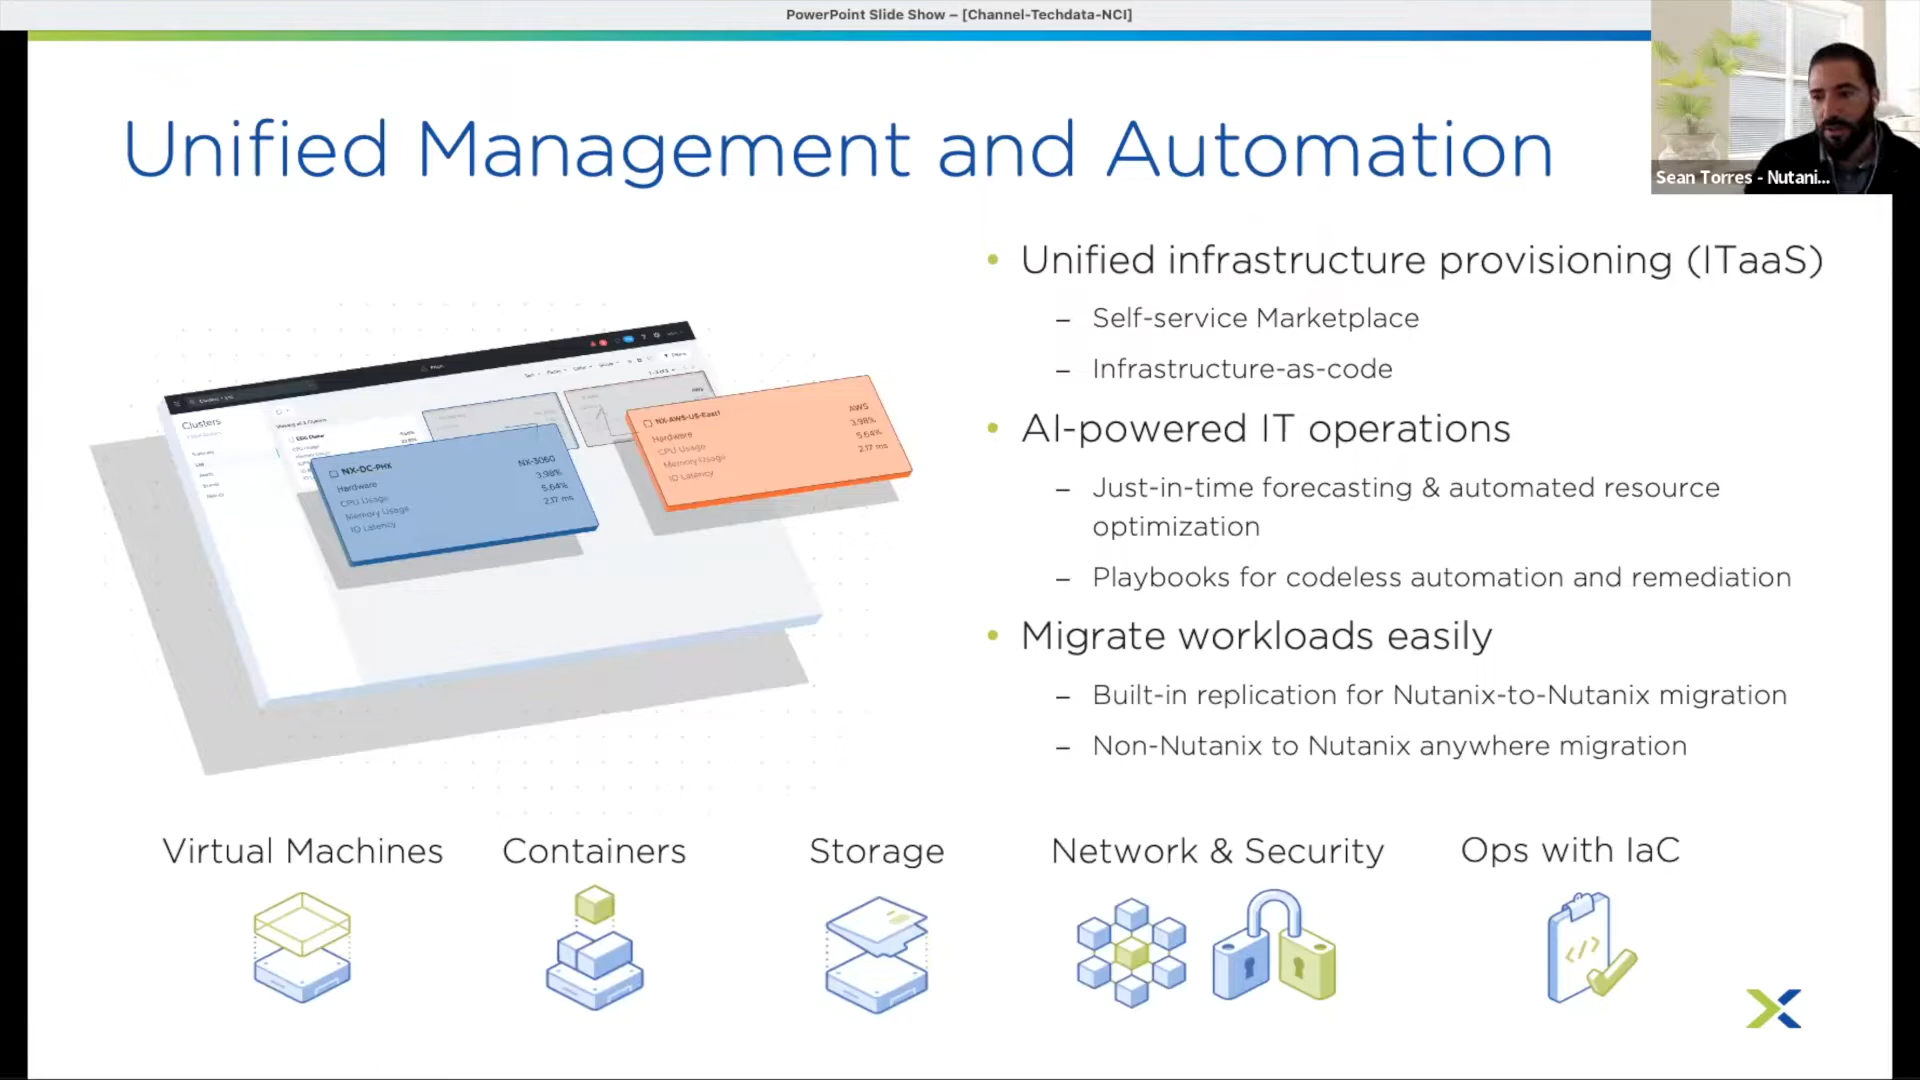 PowerPoint Slide Show – [Channel-Techdata-NCI]
Sean Torres - Nutani...
Unified Management and Automation
• Unified infrastructure provisioning (ITaaS)
– Self-service Marketplace
– Infrastructure-as-code
• AI-powered IT operations
– Just-in-time forecasting & automated resource
optimization
– Playbooks for codeless automation and remediation
• Migrate workloads easily
– Built-in replication for Nutanix-to-Nutanix migration
– Non-Nutanix to Nutanix anywhere migration
Clusters
NX-DC-PHX
Hardware NX-3060
CPU Usage 3.98%
Memory Usage 5.64%
IO Latency 2.17 ms
NX-AWS-US-East1
Hardware AWS
CPU Usage 3.98%
Memory Usage 5.64%
IO Latency 2.17 ms
Virtual Machines
Containers
Storage
Network & Security
Ops with IaC